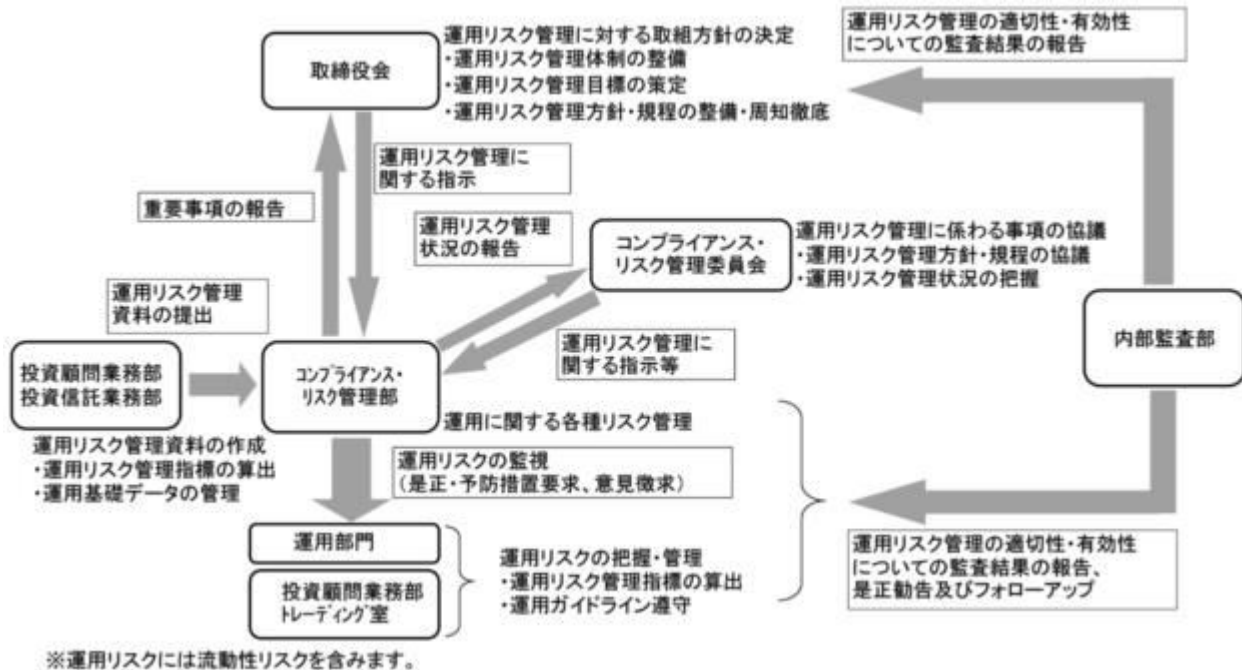 取締役会
運用リスク管理に対する取組方針の決定
・運用リスク管理体制の整備
・運用リスク管理目標の策定
・運用リスク管理方針・規程の整備・周知徹底
運用リスク管理の適切性・有効性
についての監査結果の報告
運用リスク管理に
関する指示
重要事項の報告
運用リスク管理
状況の報告
コンプライアンス・
リスク管理委員会
運用リスク管理に係わる事項の協議
・運用リスク管理方針・規程の協議
・運用リスク管理状況の把握
運用リスク管理
資料の提出
運用リスク管理に
関する指示等
内部監査部
投資顧問業務部
投資信託業務部
コンプライアンス・
リスク管理部
運用に関する各種リスク管理
運用リスク管理資料の作成
・運用リスク管理指標の算出
・運用基礎データの管理
運用リスクの監視
(是正・予防措置要求、意見徴求)
運用部門
投資顧問業務部
トレーディング室
運用リスクの把握・管理
・運用リスク管理指標の算出
・運用ガイドライン遵守
運用リスク管理の適切性・有効性
についての監査結果の報告、
是正勧告及びフォローアップ
※運用リスクには流動性リスクを含みます。